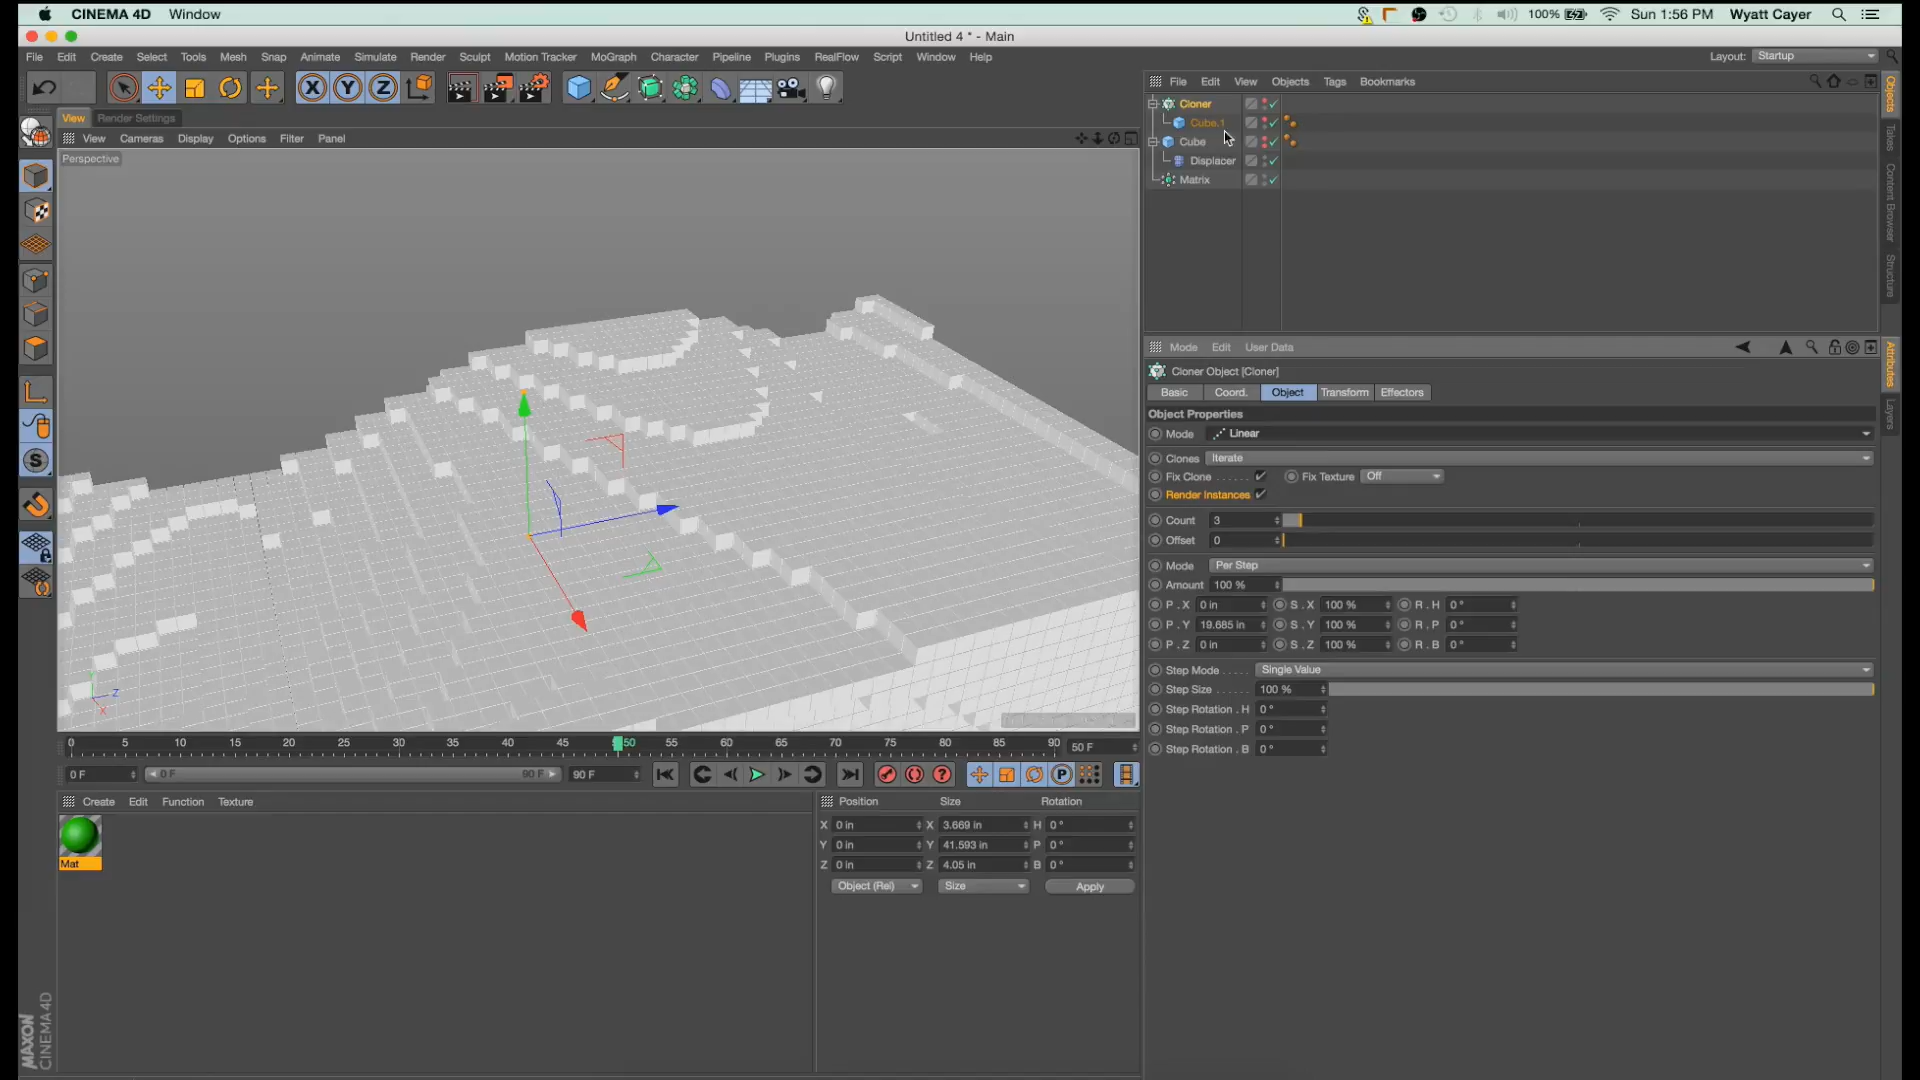 CINEMA 4D Window 100% Sun 1:56 PM Wyatt Cayer
Untitled 4 * - Main
File Edit Create Select Tools Mesh Snap Animate Simulate Render Sculpt Motion Tracker MoGraph Character Pipeline Plugins RealFlow Script Window Help Layout: Startup
X Y Z
File Edit View Objects Tags Bookmarks
View Render Settings
View Cameras Display Options Filter Panel
Perspective
Cloner
Cube.1
Cube
Displacer
Matrix
Objects
Takes
Content Browser
Structure
Mode Edit User Data
Cloner Object [Cloner]
Basic Coord. Object Transform Effectors
Attributes
Layers
Object Properties
Mode Linear
Clones Iterate
Fix Clone Fix Texture Off
Render Instances
Count 3
Offset 0
Mode Per Step
Amount 100 %
P . X 0 in S . X 100 % R . H 0 °
P . Y 19.685 in S . Y 100 % R . P 0 °
P . Z 0 in S . Z 100 % R . B 0 °
Step Mode Single Value
Step Size 100 %
Step Rotation . H 0 °
Step Rotation . P 0 °
Step Rotation . B 0 °
Y Z X
0 5 10 15 20 25 30 35 40 45 50 55 60 65 70 75 80 85 90 50 F
0 F 0 F 90 F 90 F
Create Edit Function Texture
Mat
Position Size Rotation
X 0 in X 3.669 in H 0 °
Y 0 in Y 41.593 in P 0 °
Z 0 in Z 4.05 in B 0 °
Object (Rel) Size Apply
MAXON
CINEMA 4D